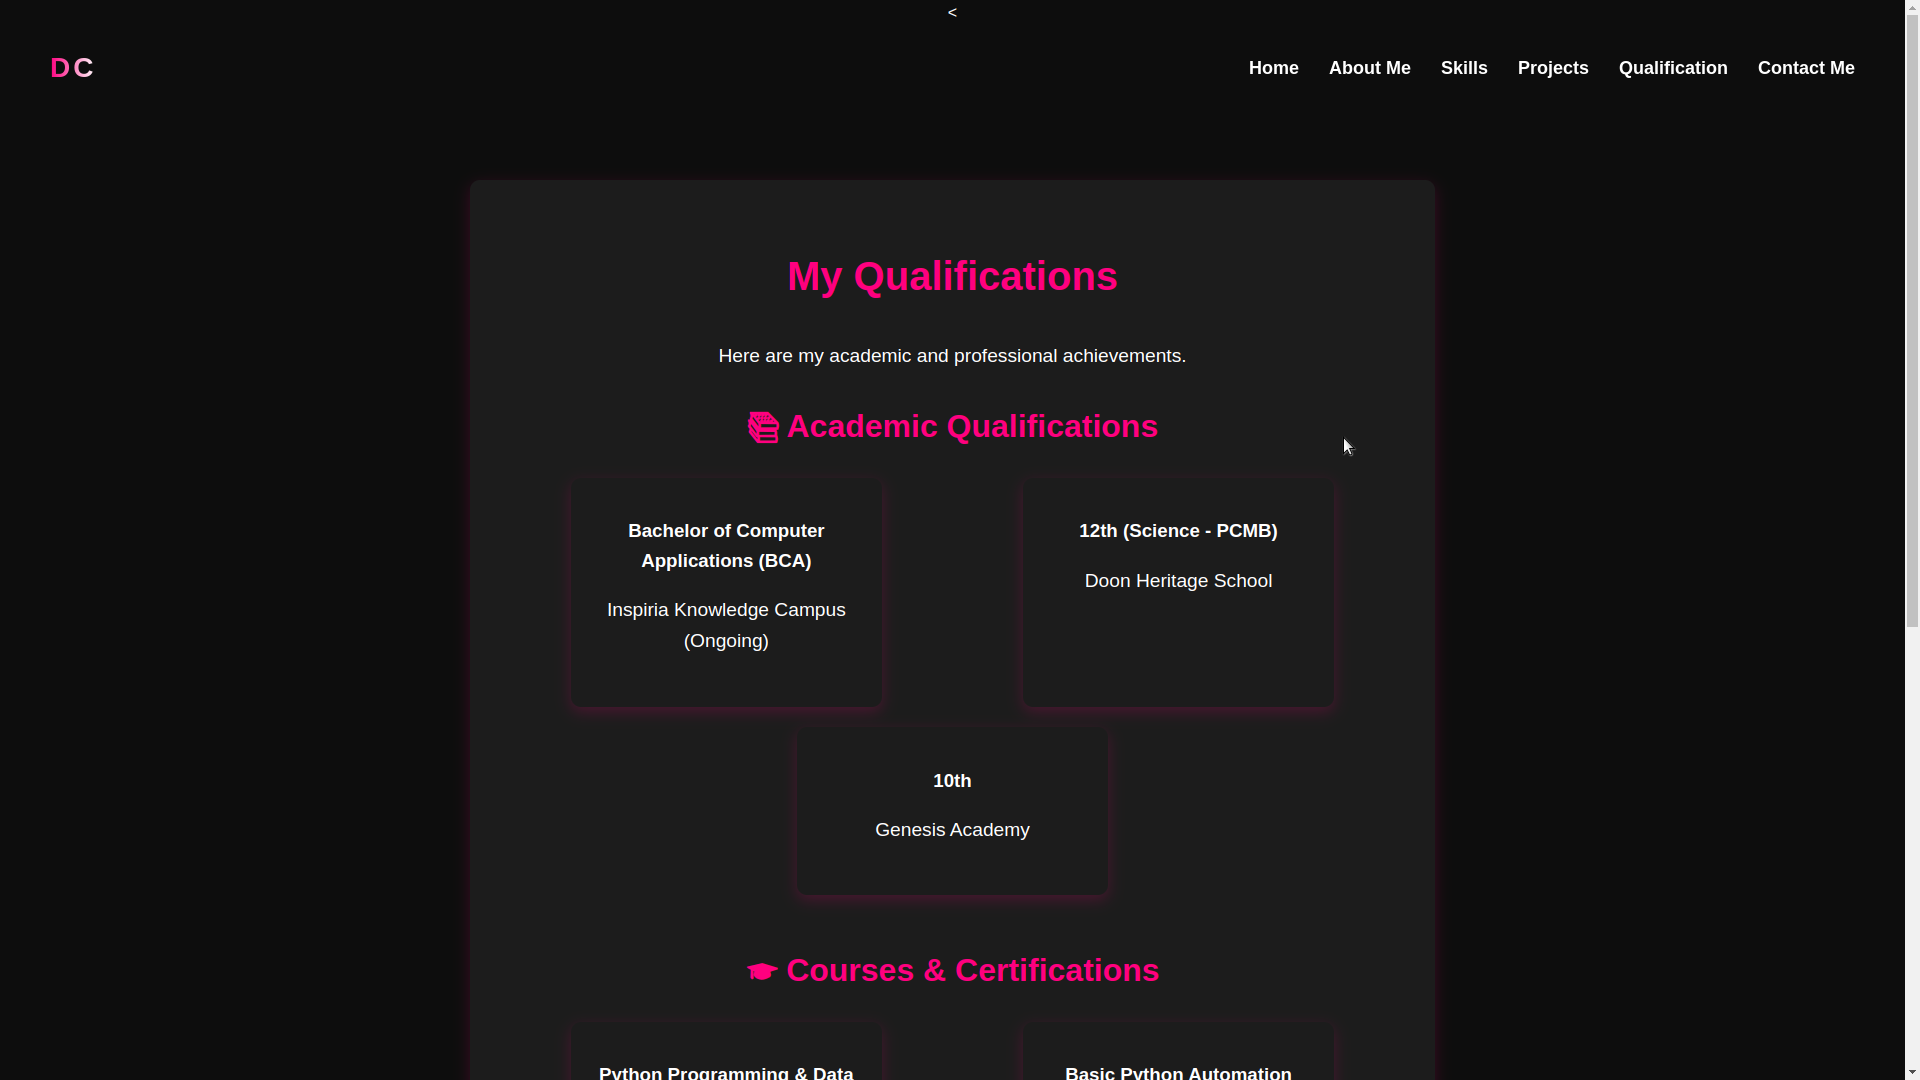 <
DC
Home
About Me
Skills
Projects
Qualification
Contact Me
My Qualifications
Here are my academic and professional achievements.
Academic Qualifications
Bachelor of Computer
Applications (BCA)
Inspiria Knowledge Campus
(Ongoing)
12th (Science - PCMB)
Doon Heritage School
10th
Genesis Academy
Courses & Certifications
Python Programming & Data
Basic Python Automation